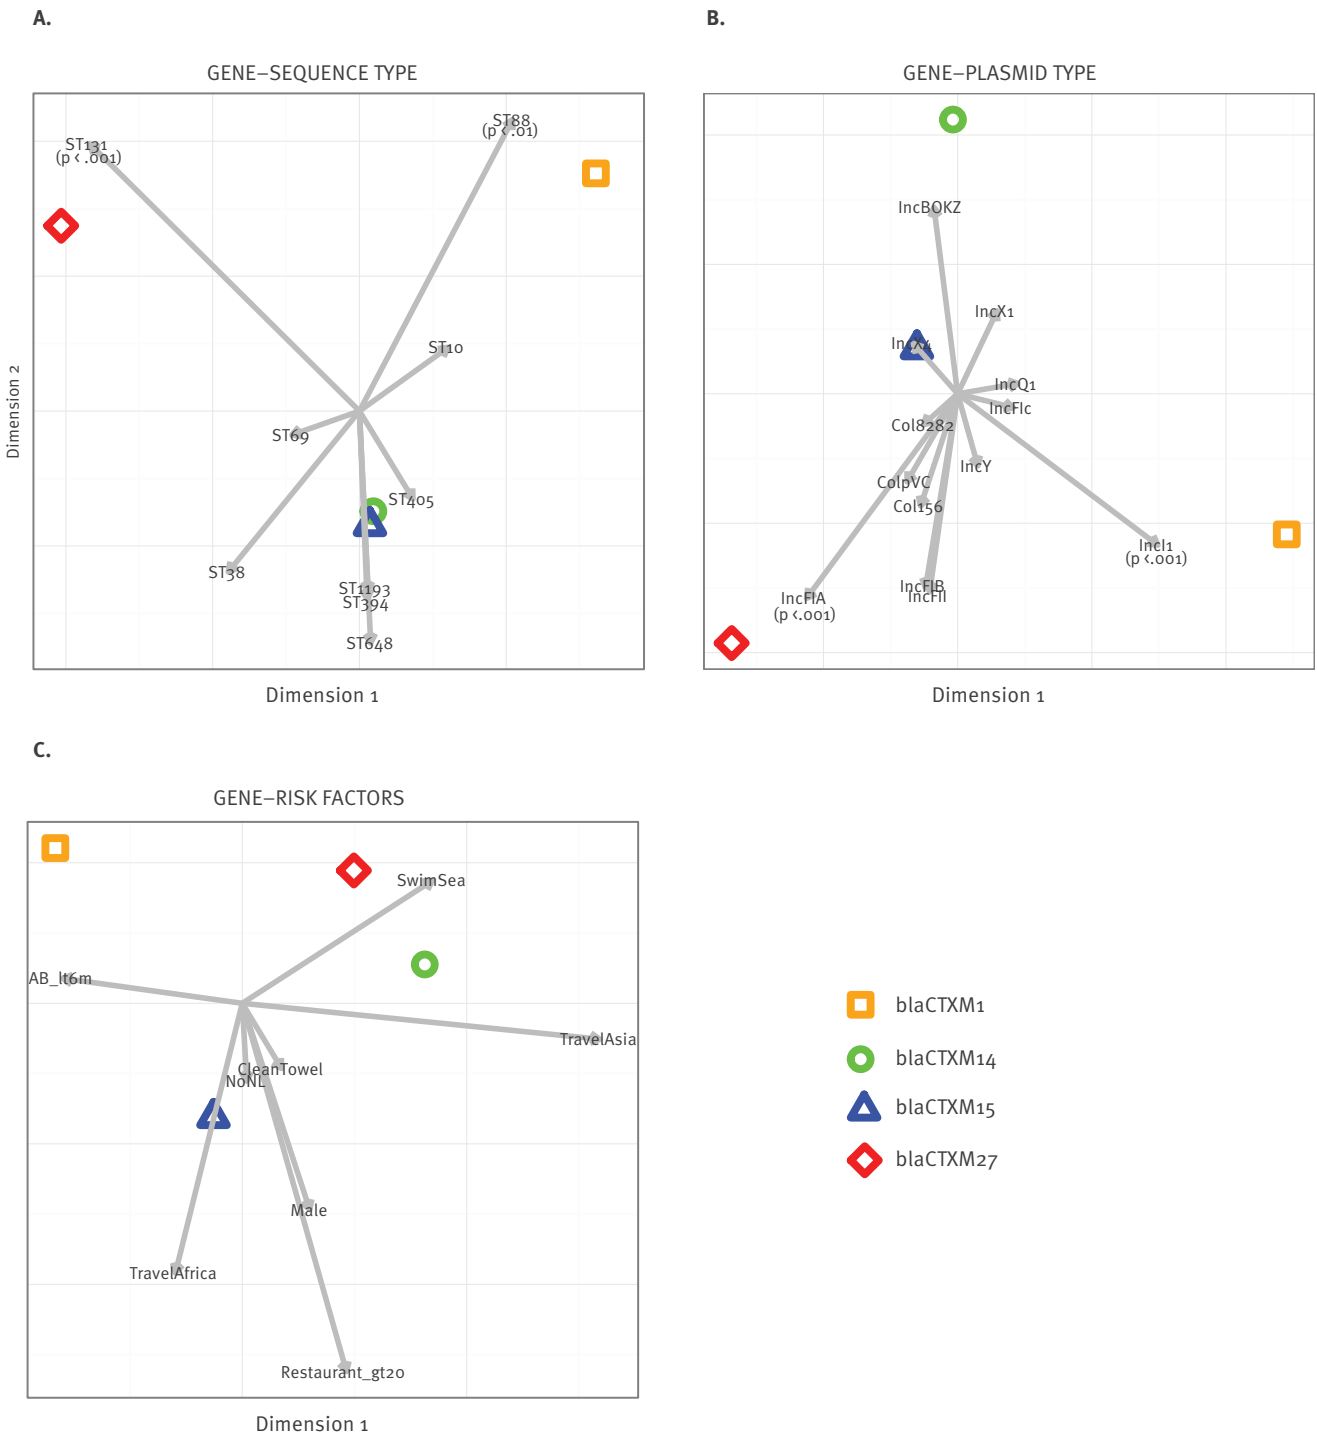 A.
GENE–SEQUENCE TYPE
ST88
(p < .01)
ST131
(p < .001)
ST10
ST69
ST405
ST38
ST1193
ST394
ST648
Dimension 2
Dimension 1
B.
GENE–PLASMID TYPE
IncBOKZ
IncX1
IncX4
IncQ1
IncFIc
Col8282
IncY
ColpVC
Col156
IncI1
(p <.001)
IncFIB
IncFII
IncFIA
(p <.001)
Dimension 1
C.
GENE–RISK FACTORS
SwimSea
AB_lt6m
TravelAsia
CleanTowel
NoNL
Male
TravelAfrica
Restaurant_gt20
Dimension 1
blaCTXM1
blaCTXM14
blaCTXM15
blaCTXM27